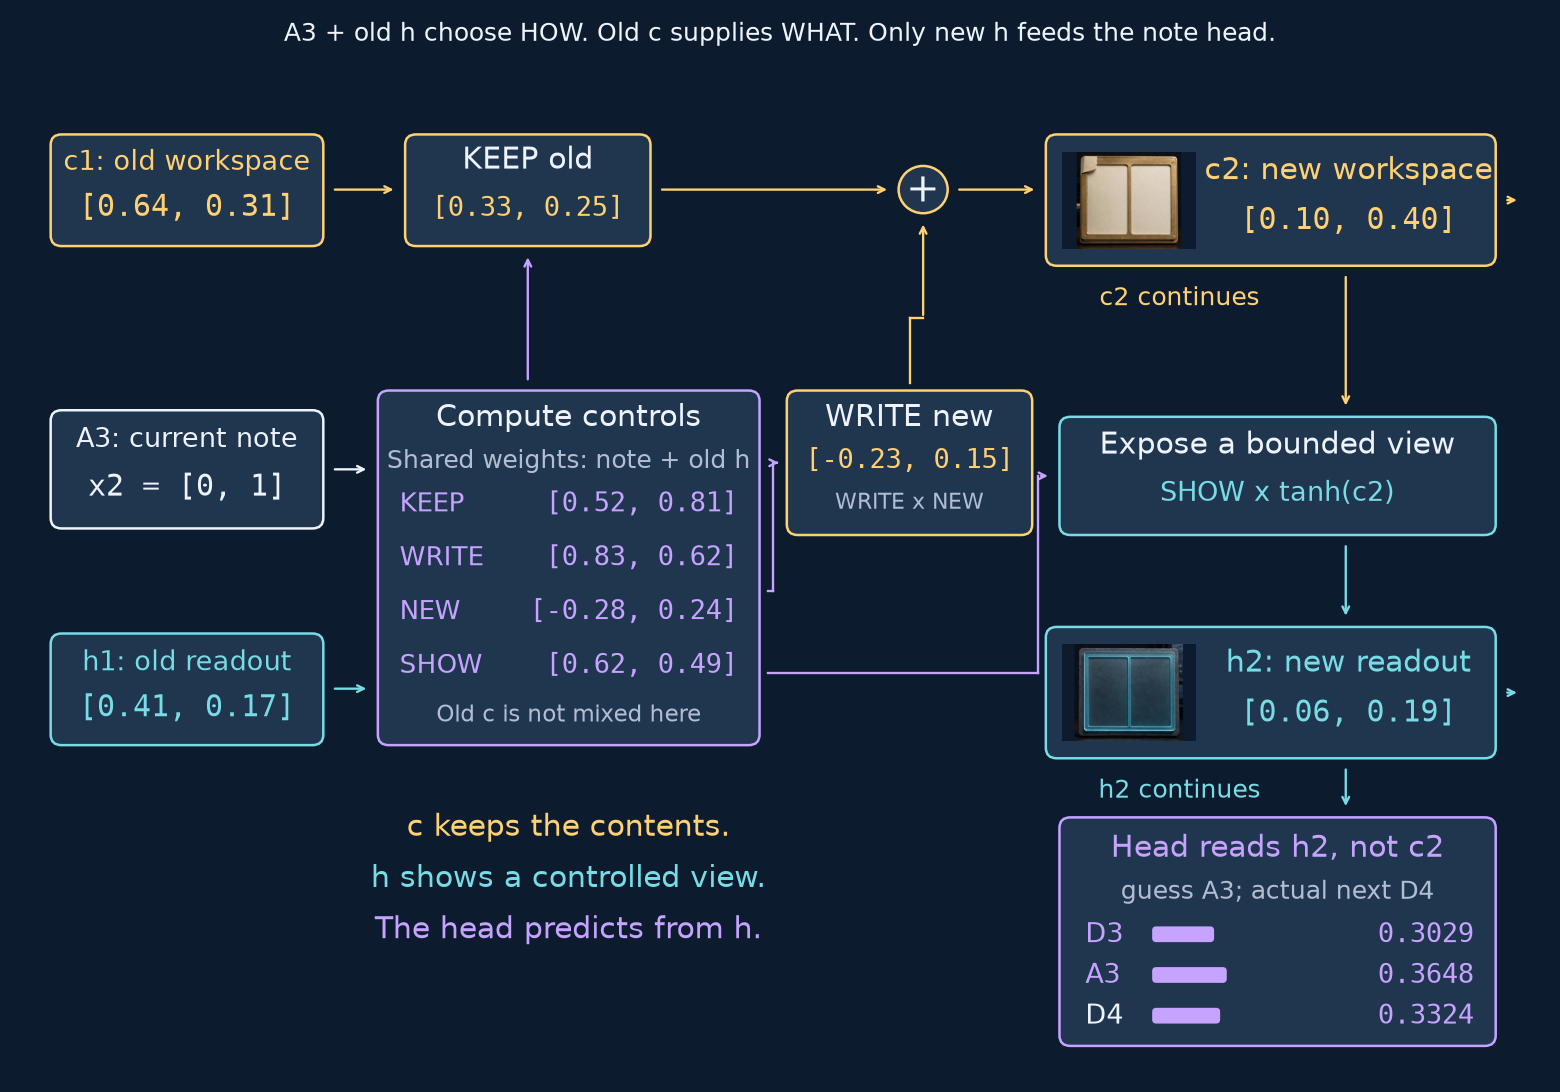 A3 + old h choose HOW. Old c supplies WHAT. Only new h feeds the note head.
c1: old workspace
[0.64, 0.31]
KEEP old
[0.33, 0.25]
+
c2: new workspace
[0.10, 0.40]
c2 continues
A3: current note
x2 = [0, 1]
h1: old readout
[0.41, 0.17]
Compute controls
Shared weights: note + old h
KEEP [0.52, 0.81]
WRITE [0.83, 0.62]
NEW [-0.28, 0.24]
SHOW [0.62, 0.49]
Old c is not mixed here
WRITE new
[-0.23, 0.15]
WRITE x NEW
Expose a bounded view
SHOW x tanh(c2)
h2: new readout
[0.06, 0.19]
h2 continues
c keeps the contents.
h shows a controlled view.
The head predicts from h.
Head reads h2, not c2
guess A3; actual next D4
D3 0.3029
A3 0.3648
D4 0.3324